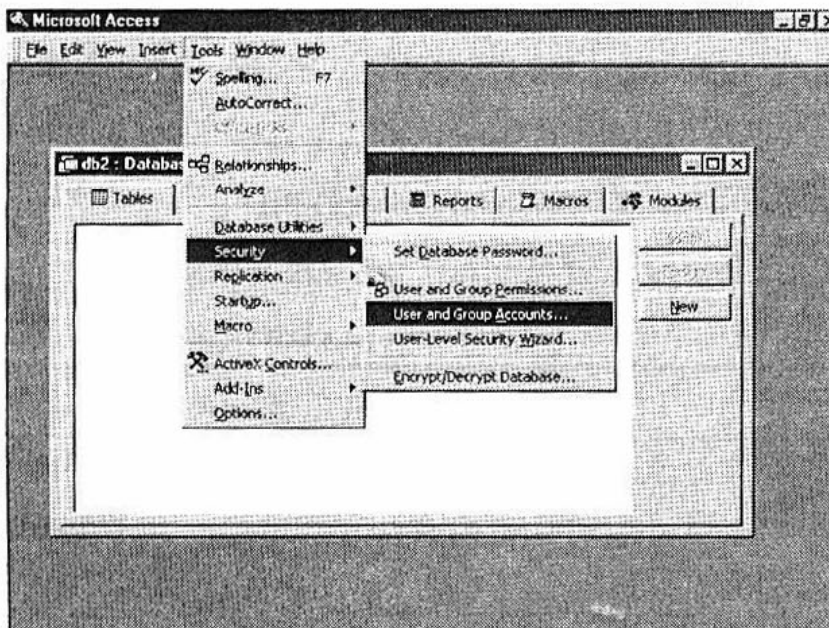 Microsoft Access
File Edit View Insert Tools Window Help
Spelling... F7
AutoCorrect...
Relationships...
Analyze
Database Utilities
Security
Replication
Startup...
Macro
ActiveX Controls...
Add-Ins
Options...
db2 : Databas
Tables
Reports
Macros
Modules
Set Database Password...
User and Group Permissions...
User and Group Accounts...
User-Level Security Wizard...
Encrypt/Decrypt Database...
New